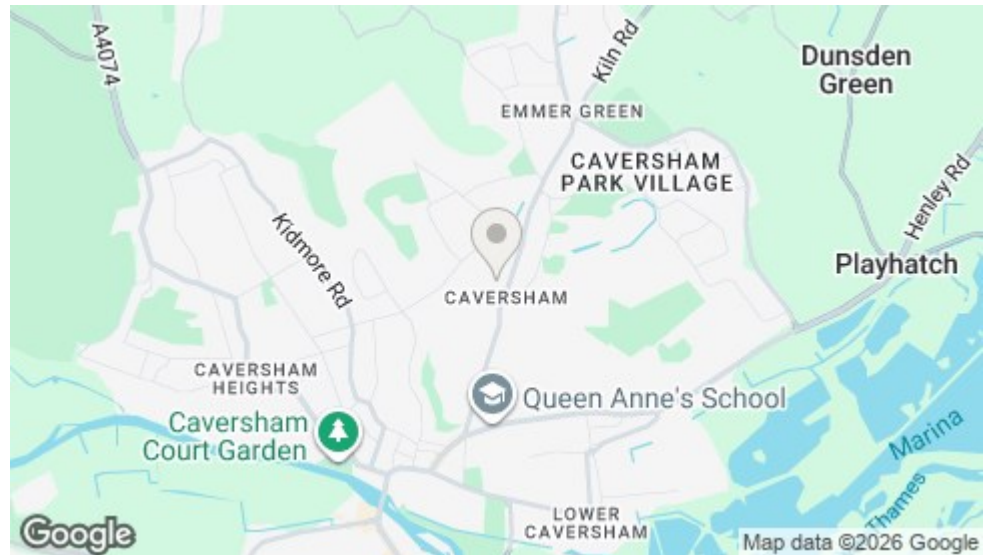 A4074
Kiln Rd
Dunsden
Green
EMMER GREEN
CAVERSHAM
PARK VILLAGE
Henley Rd
Kidmore Rd
Playhatch
CAVERSHAM
CAVERSHAM
HEIGHTS
Queen Anne's School
Caversham
Court Garden
Marina
Thames
LOWER
CAVERSHAM
Google
Map data ©2026 Google